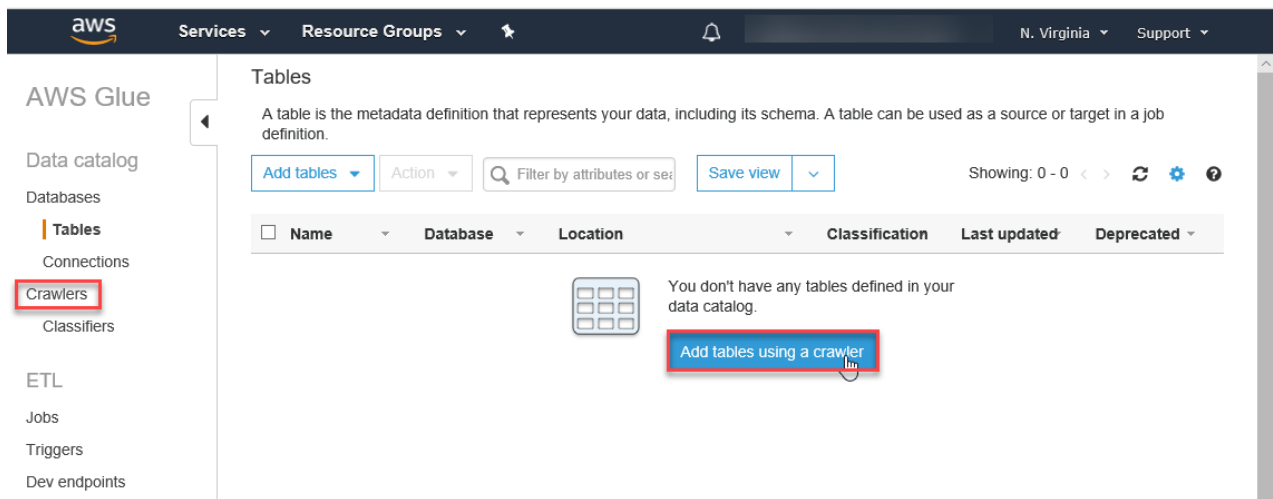 aws Services Resource Groups N. Virginia Support
AWS Glue
Data catalog
Databases
Tables
Connections
Crawlers
Classifiers
ETL
Jobs
Triggers
Dev endpoints
Tables
A table is the metadata definition that represents your data, including its schema. A table can be used as a source or target in a job
definition.
Add tables Action Filter by attributes or sea Save view Showing: 0 - 0 < >
Name Database Location Classification Last updated Deprecated
You don't have any tables defined in your
data catalog.
Add tables using a crawler